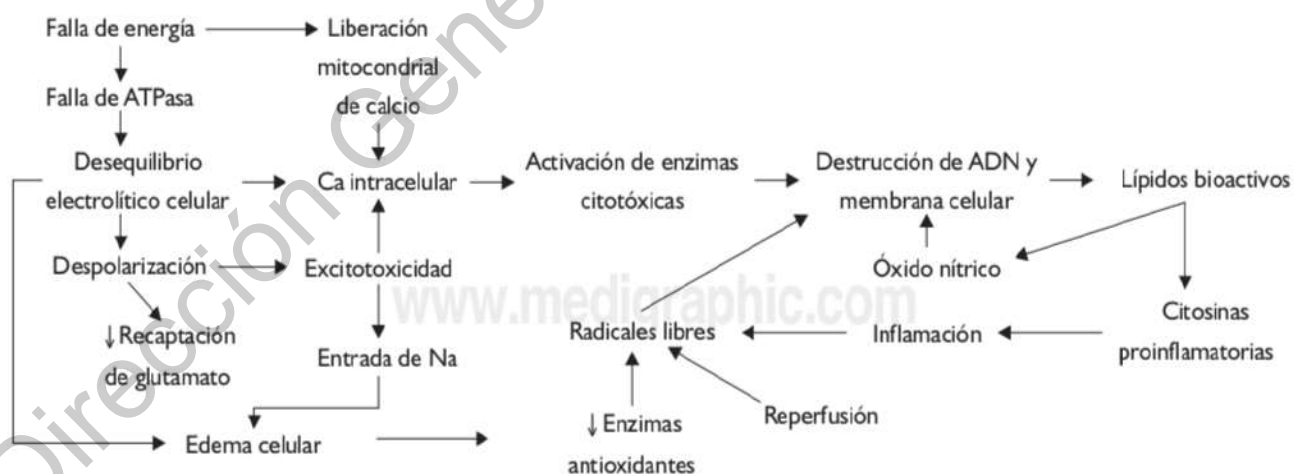 Falla de energía
Liberación
mitocondrial
de calcio
Falla de ATPasa
Desequilibrio
electrolítico celular
Ca intracelular
Activación de enzimas
citotóxicas
Destrucción de ADN y
membrana celular
Lípidos bioactivos
Despolarización
Excitotoxicidad
Óxido nítrico
www.medigraphic.com
↓ Recaptación
de glutamato
Entrada de Na
Radicales libres
Inflamación
Citosinas
proinflamatorias
Edema celular
↓ Enzimas
antioxidantes
Reperfusión
Dirección Gene